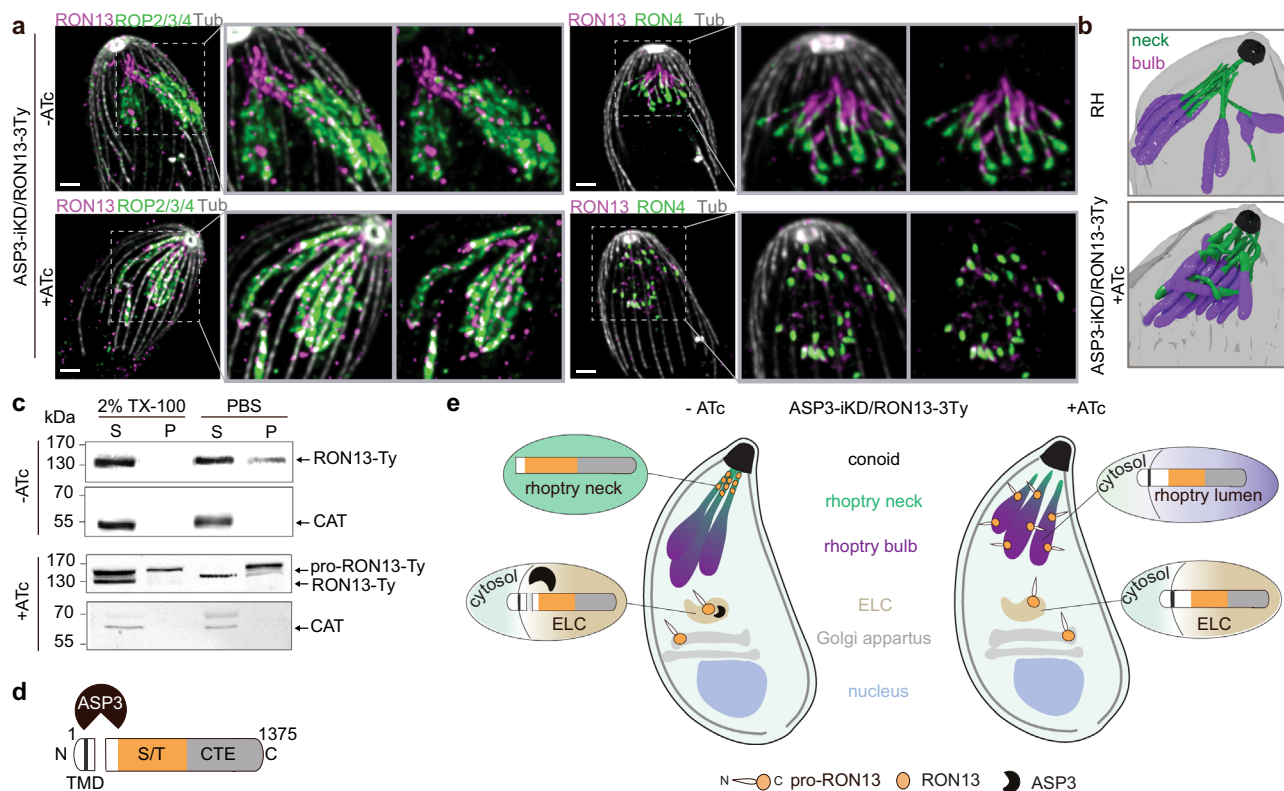 a
RON13 ROP2/3/4 Tub
RON13 RON4 Tub
ASP3-iKD/RON13-3Ty
-ATc
+ATc
RON13 ROP2/3/4 Tub
RON13 RON4 Tub
b
neck
bulb
RH
ASP3-iKD/RON13-3Ty
+ATc
c
2% TX-100 PBS
kDa S P S P
-ATc
170
130
RON13-Ty
70
55
CAT
+ATc
170
130
pro-RON13-Ty
RON13-Ty
70
55
CAT
d
ASP3
1 1375
N S/T CTE C
TMD
e
- ATc ASP3-iKD/RON13-3Ty +ATc
rhoptry neck
conoid
rhoptry neck
rhoptry bulb
ELC
Golgi appartus
nucleus
cytosol
ELC
cytosol
rhoptry lumen
cytosol
ELC
N C pro-RON13 RON13 ASP3